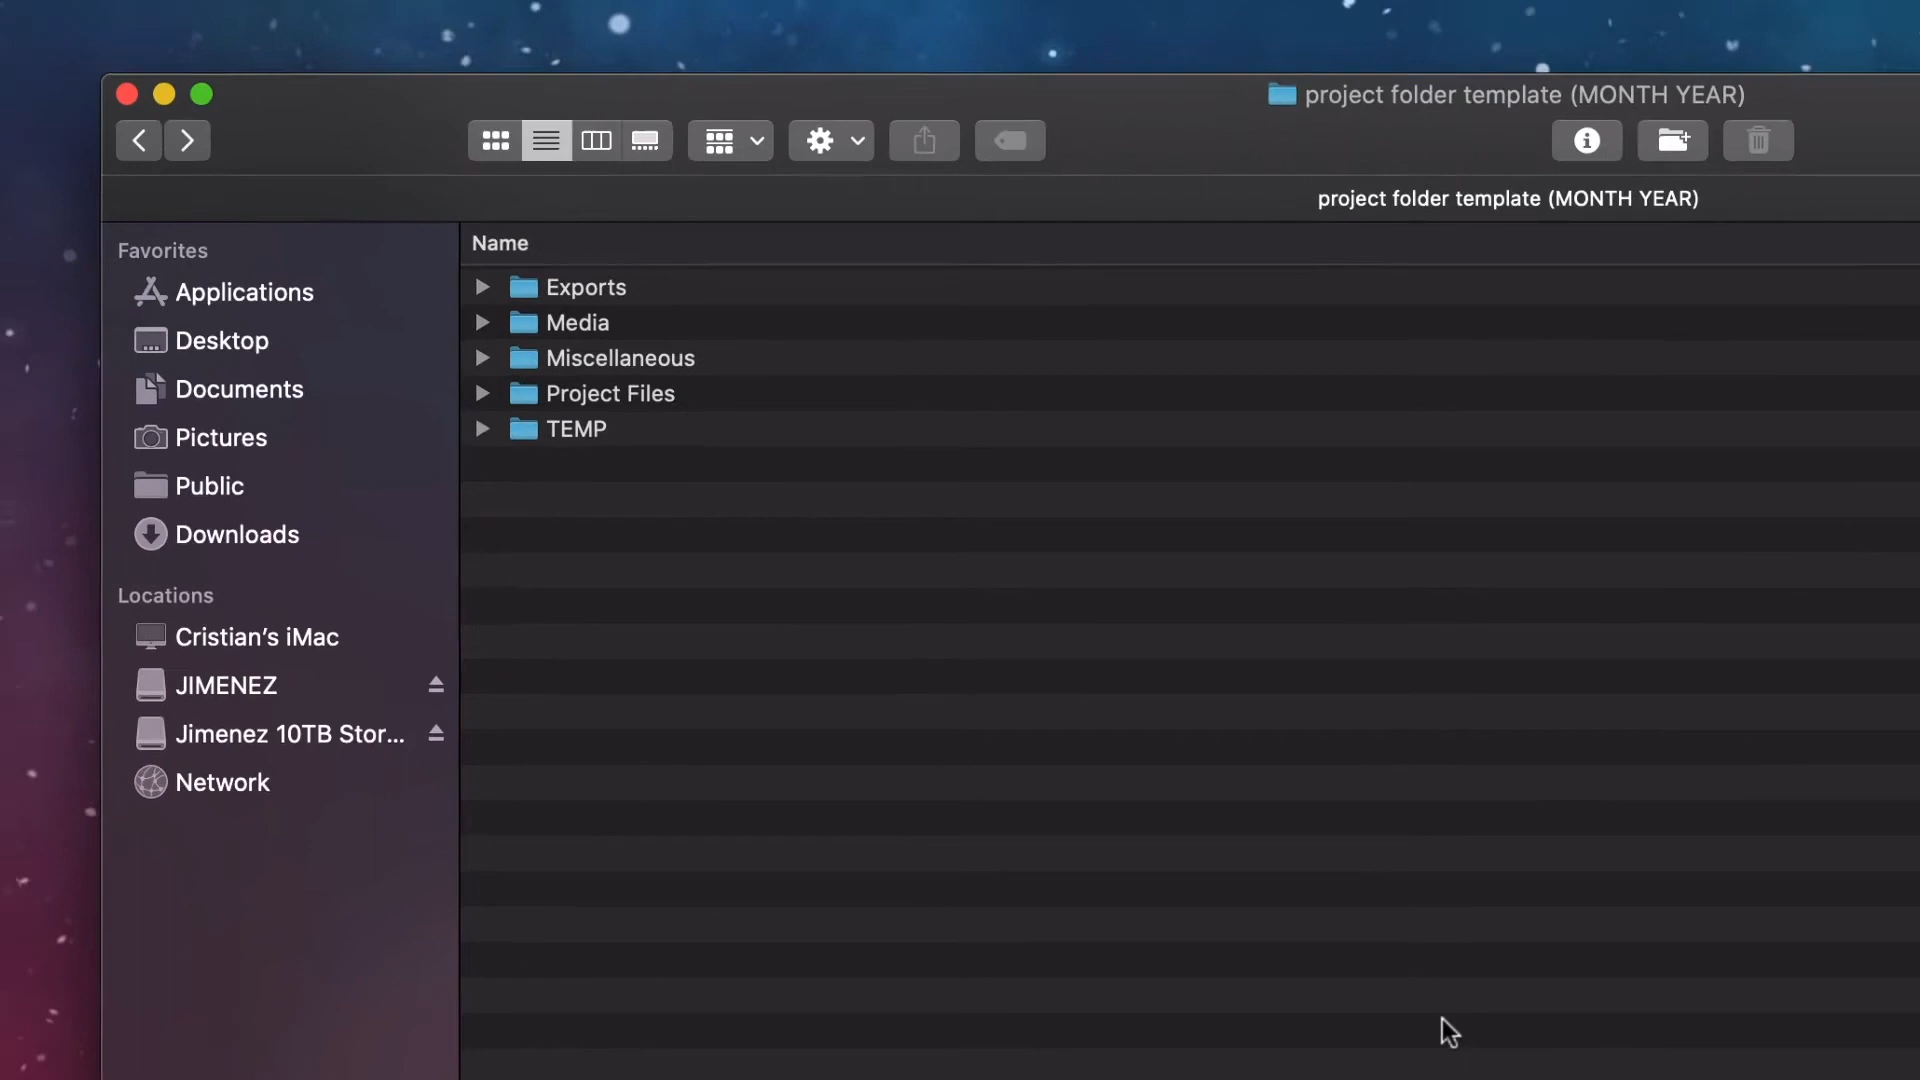 project folder template (MONTH YEAR)
project folder template (MONTH YEAR)
Favorites
Applications
Desktop
Documents
Pictures
Public
Downloads
Locations
Cristian’s iMac
JIMENEZ
Jimenez 10TB Stor...
Network
Name
Exports
Media
Miscellaneous
Project Files
TEMP